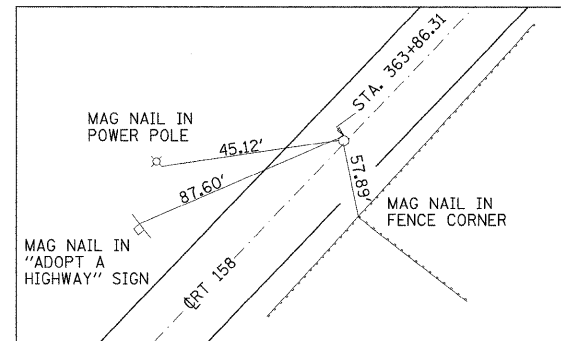 STA. 363+86.31
MAG NAIL IN
POWER POLE
45.12'
87.60'
57.89'
MAG NAIL IN
FENCE CORNER
MAG NAIL IN
"ADOPT A
HIGHWAY" SIGN
℄RT 158